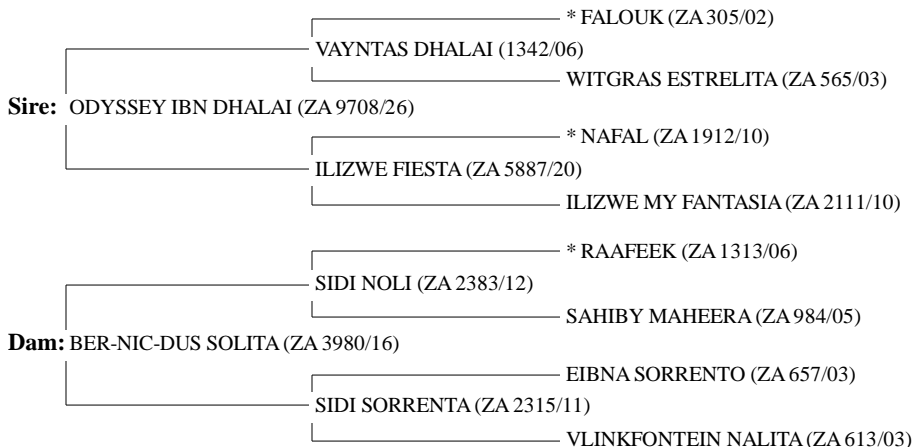 * FALOUK (ZA 305/02)
VAYNTAS DHALAI (1342/06)
WITGRAS ESTRELITA (ZA 565/03)
Sire: ODYSSEY IBN DHALAI (ZA 9708/26)
* NAFAL (ZA 1912/10)
ILIZWE FIESTA (ZA 5887/20)
ILIZWE MY FANTASIA (ZA 2111/10)
* RAAFEEK (ZA 1313/06)
SIDI NOLI (ZA 2383/12)
SAHIBY MAHEERA (ZA 984/05)
Dam: BER-NIC-DUS SOLITA (ZA 3980/16)
EIBNA SORRENTO (ZA 657/03)
SIDI SORRENTA (ZA 2315/11)
VLINKFONTEIN NALITA (ZA 613/03)